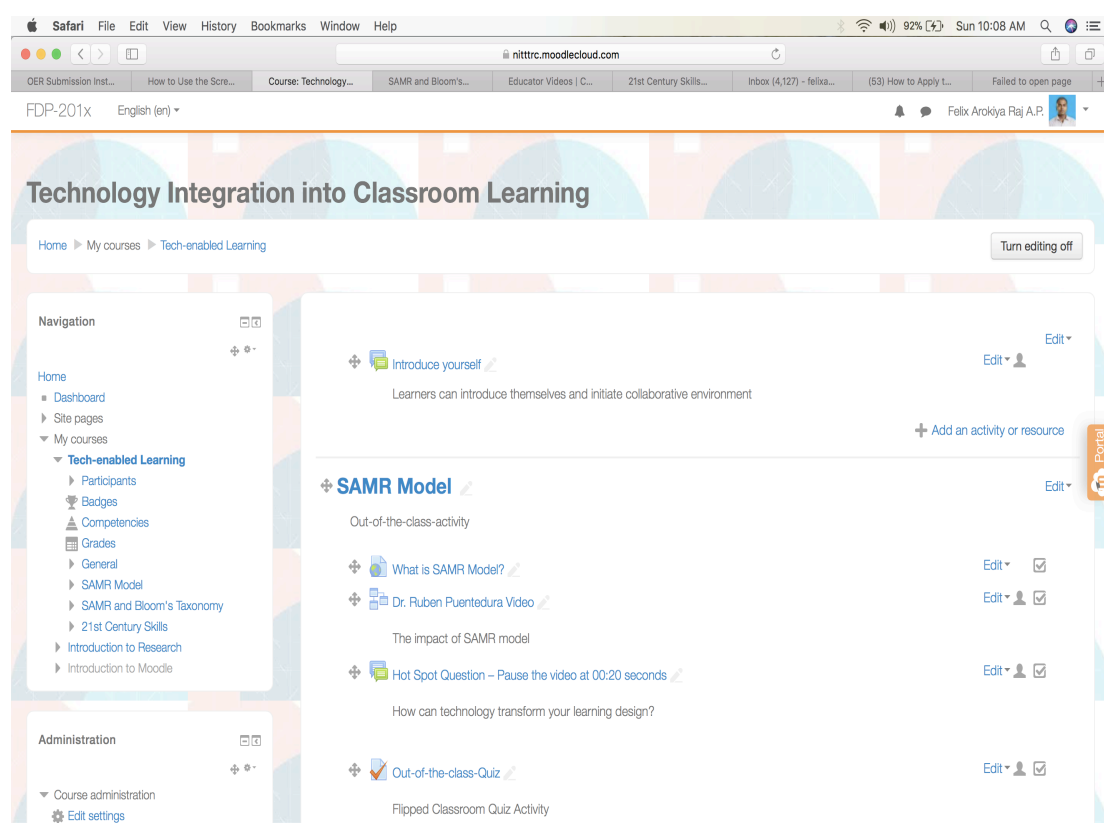 Safari File Edit View History Bookmarks Window Help 92% Sun 10:08 AM
nitttrc.moodlecloud.com
OER Submission Inst... How to Use the Scre... Course: Technology... SAMR and Bloom's... Educator Videos | C... 21st Century Skills... Inbox (4,127) - felixa... (53) How to Apply t... Failed to open page
FDP-201x English (en) Felix Arokiya Raj A.P.
Technology Integration into Classroom Learning
Home My courses Tech-enabled Learning Turn editing off
Navigation
Home
Dashboard
Site pages
My courses
Tech-enabled Learning
Participants
Badges
Competencies
Grades
General
SAMR Model
SAMR and Bloom's Taxonomy
21st Century Skills
Introduction to Research
Introduction to Moodle
Administration
Course administration
Edit settings
Edit
Introduce yourself Edit
Learners can introduce themselves and initiate collaborative environment
Add an activity or resource
Portal
SAMR Model Edit
Out-of-the-class-activity
What is SAMR Model? Edit
Dr. Ruben Puentedura Video Edit
The impact of SAMR model
Hot Spot Question – Pause the video at 00:20 seconds Edit
How can technology transform your learning design?
Out-of-the-class-Quiz Edit
Flipped Classroom Quiz Activity